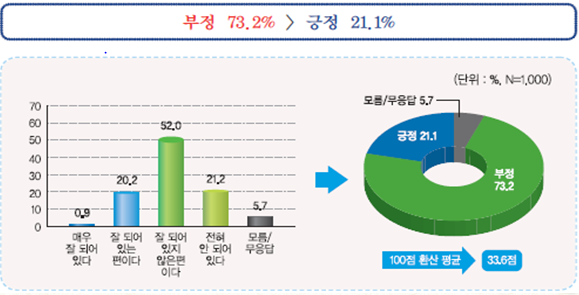 부정 73.2% > 긍정 21.1%
(단위 : %, N=1,000)
70
60
50
40
30
20
10
0
0.9
20.2
52.0
21.2
5.7
매우
잘 되어
있다
잘 되어
있는
편이다
잘 되어
있지
않은편
이다
전혀
안 되어
있다
모름/
무응답
모름/무응답 5.7
긍정 21.1
부정
73.2
100점 환산 평균
33.6점